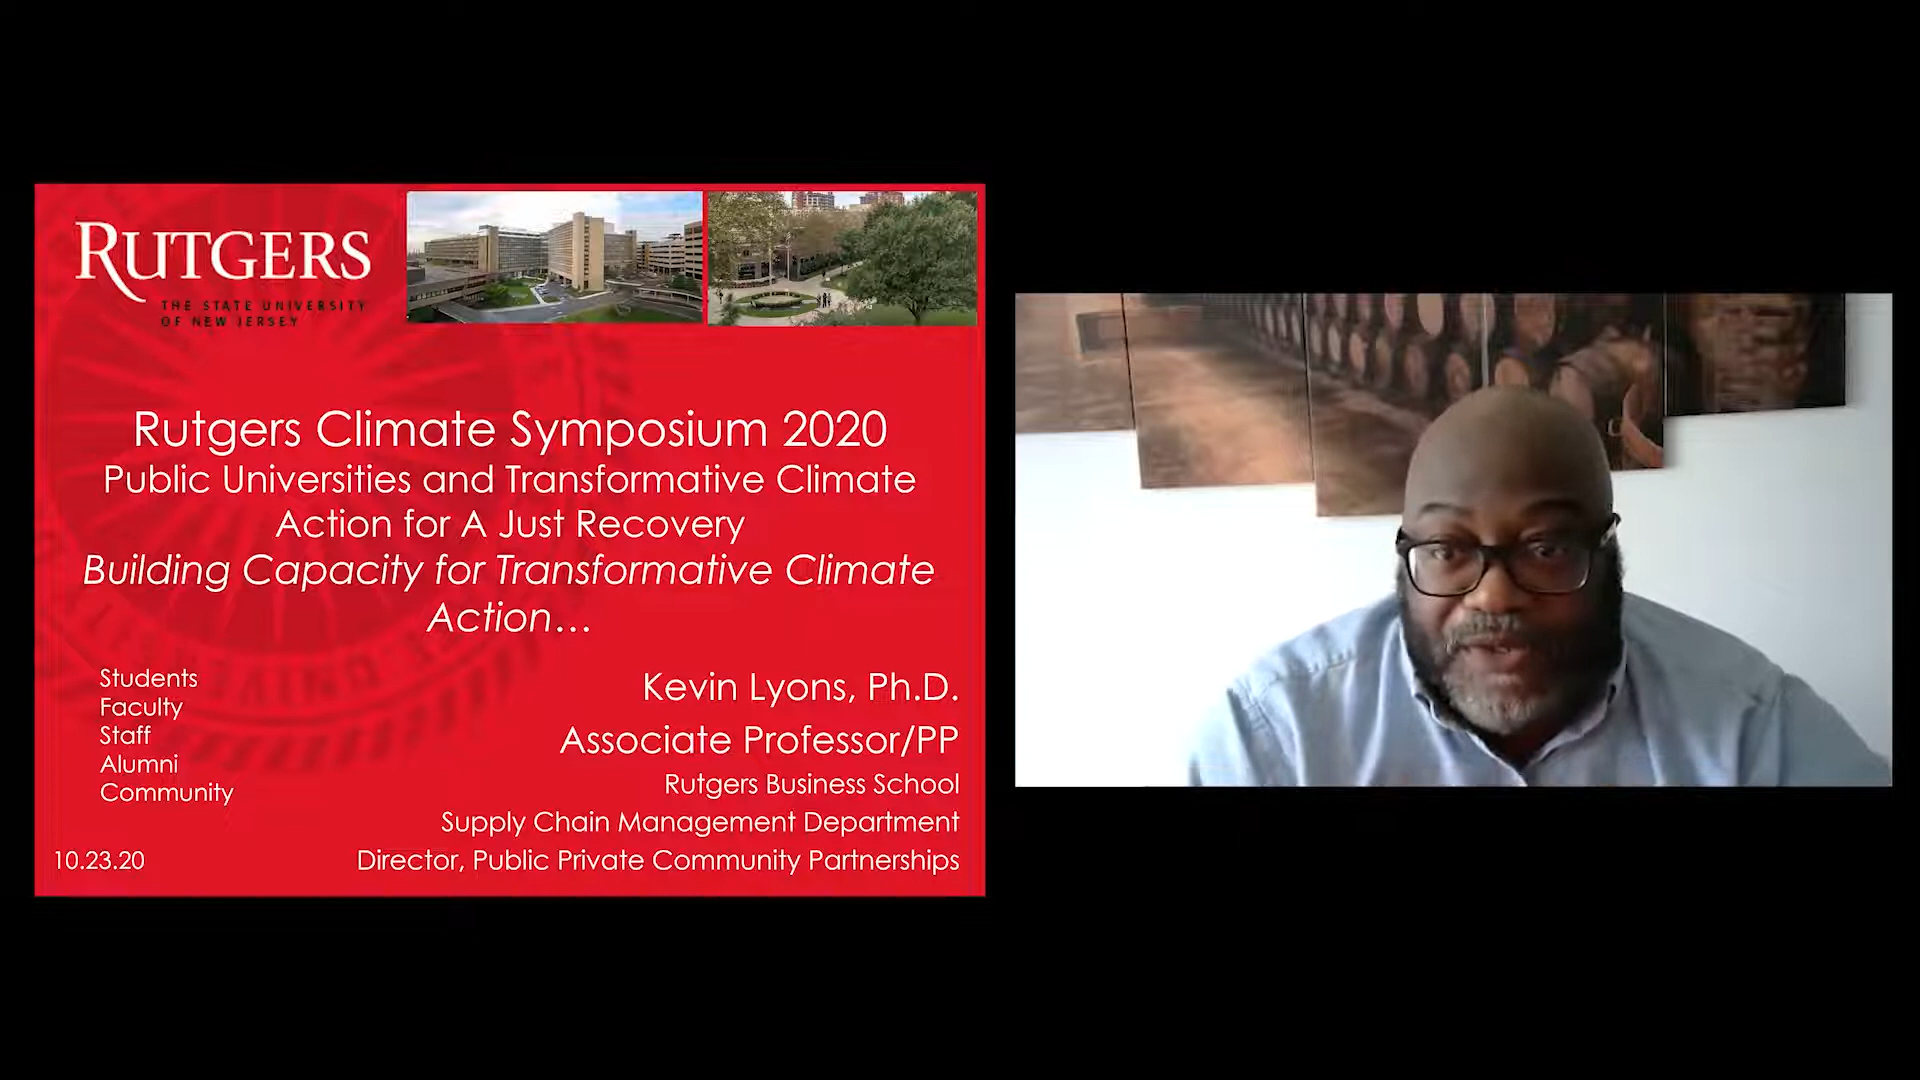 RUTGERS
THE STATE UNIVERSITY
OF NEW JERSEY
Rutgers Climate Symposium 2020
Public Universities and Transformative Climate
Action for A Just Recovery
Building Capacity for Transformative Climate
Action…
Students
Faculty
Staff
Alumni
Community
Kevin Lyons, Ph.D.
Associate Professor/PP
Rutgers Business School
Supply Chain Management Department
Director, Public Private Community Partnerships
10.23.20